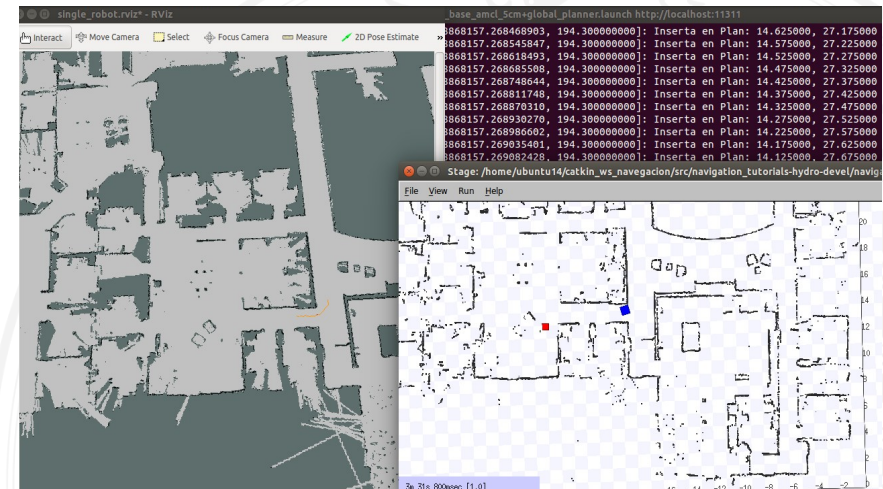 single_robot.rviz* - RViz
Interact Move Camera Select Focus Camera Measure 2D Pose Estimate »
_base_amcl_5cm+global_planner.launch http://localhost:11311
8868157.268468903, 194.300000000]: Inserta en Plan: 14.625000, 27.175000
8868157.268545847, 194.300000000]: Inserta en Plan: 14.575000, 27.225000
8868157.268618493, 194.300000000]: Inserta en Plan: 14.525000, 27.275000
8868157.268685508, 194.300000000]: Inserta en Plan: 14.475000, 27.325000
8868157.268748644, 194.300000000]: Inserta en Plan: 14.425000, 27.375000
8868157.268811748, 194.300000000]: Inserta en Plan: 14.375000, 27.425000
8868157.268870310, 194.300000000]: Inserta en Plan: 14.325000, 27.475000
8868157.268930270, 194.300000000]: Inserta en Plan: 14.275000, 27.525000
8868157.268986602, 194.300000000]: Inserta en Plan: 14.225000, 27.575000
8868157.269035401, 194.300000000]: Inserta en Plan: 14.175000, 27.625000
8868157.269082428, 194.300000000]: Inserta en Plan: 14.125000, 27.675000
Stage: /home/ubuntu14/catkin_ws_navegacion/src/navigation_tutorials-hydro-devel/naviga
File View Run Help
20
18
16
14
12
10
8
6
4
2
0
-12 -10 -8 -6 -4 -2
3m 31s 800msec [1.0]